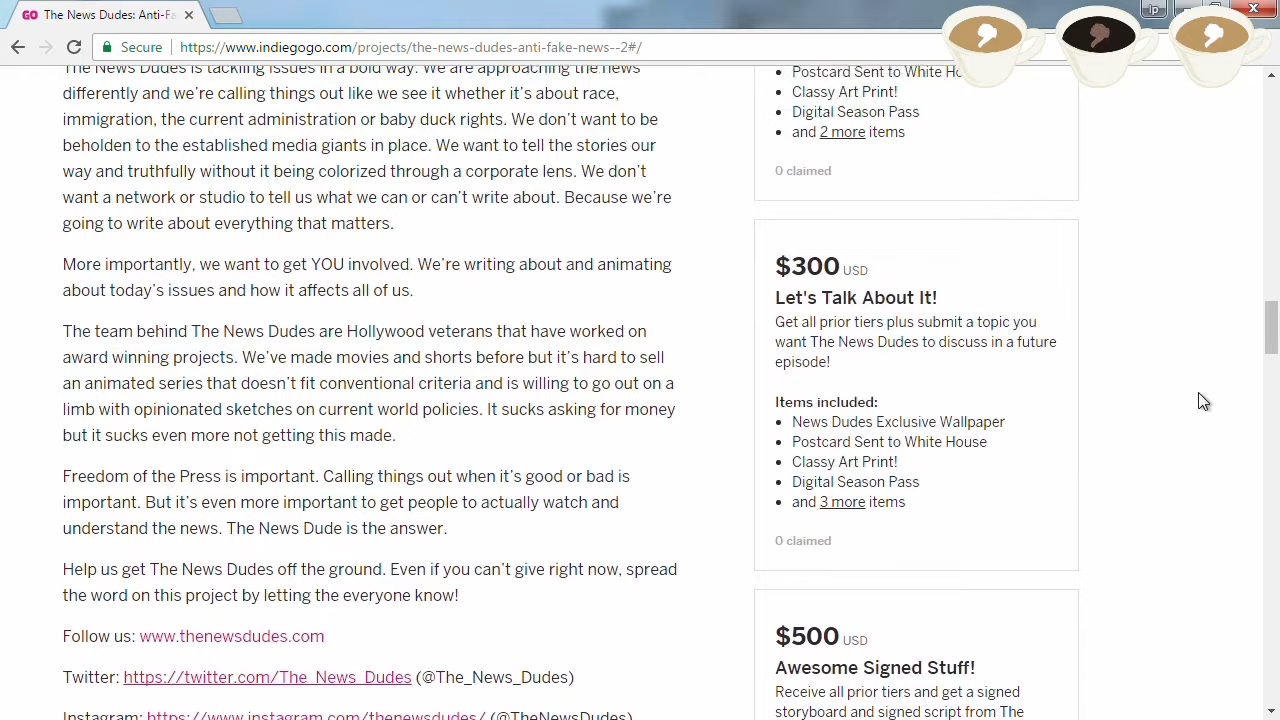 The News Dudes: Anti-Fa
Secure
https://www.indiegogo.com/projects/the-news-dudes-anti-fake-news--2#/
The News Dudes is tackling issues in a bold way. We are approaching the news
differently and we're calling things out like we see it whether it's about race,
immigration, the current administration or baby duck rights. We don't want to be
beholden to the established media giants in place. We want to tell the stories our
way and truthfully without it being colorized through a corporate lens. We don't
want a network or studio to tell us what we can or can't write about. Because we're
going to write about everything that matters.
More importantly, we want to get YOU involved. We're writing about and animating
about today's issues and how it affects all of us.
The team behind The News Dudes are Hollywood veterans that have worked on
award winning projects. We've made movies and shorts before but it's hard to sell
an animated series that doesn't fit conventional criteria and is willing to go out on a
limb with opinionated sketches on current world policies. It sucks asking for money
but it sucks even more not getting this made.
Freedom of the Press is important. Calling things out when it's good or bad is
important. But it's even more important to get people to actually watch and
understand the news. The News Dude is the answer.
Help us get The News Dudes off the ground. Even if you can't give right now, spread
the word on this project by letting the everyone know!
Follow us: www.thenewsdudes.com
Twitter: https://twitter.com/The_News_Dudes (@The_News_Dudes)
Instagram: https://www.instagram.com/thenewsdudes/ (@TheNewsDudes)
Postcard Sent to White Ho
Classy Art Print!
Digital Season Pass
and 2 more items
0 claimed
$300 USD
Let's Talk About It!
Get all prior tiers plus submit a topic you
want The News Dudes to discuss in a future
episode!
Items included:
News Dudes Exclusive Wallpaper
Postcard Sent to White House
Classy Art Print!
Digital Season Pass
and 3 more items
0 claimed
$500 USD
Awesome Signed Stuff!
Receive all prior tiers and get a signed
storyboard and signed script from The